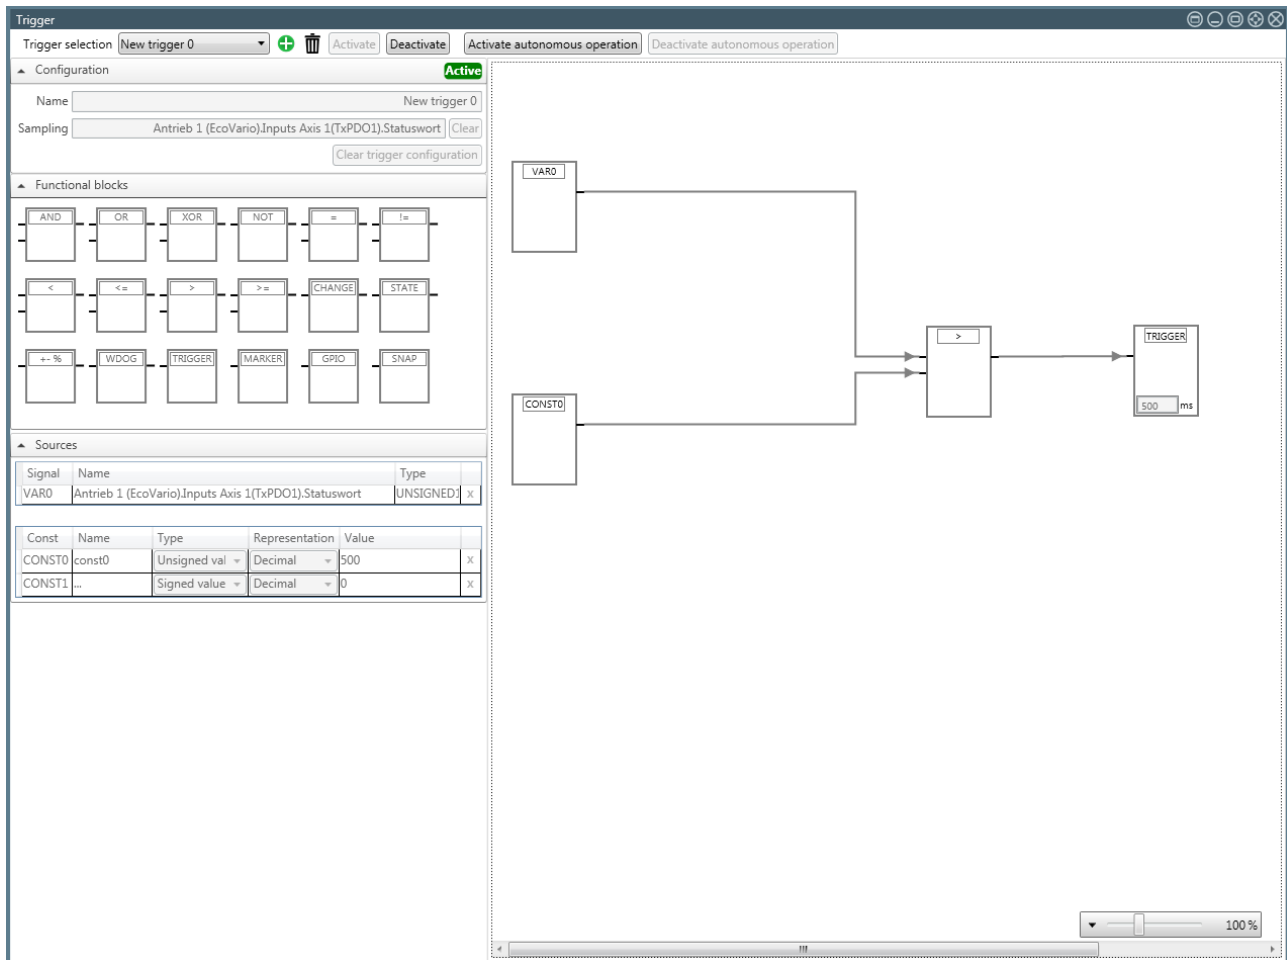 Trigger
Trigger selection New trigger 0 Activate Deactivate Activate autonomous operation Deactivate autonomous operation
Configuration Active
Name New trigger 0
Sampling Antrieb 1 (EcoVario).Inputs Axis 1(TxPDO1).Statuswort Clear
Clear trigger configuration
Functional blocks
AND OR XOR NOT = !=
< <= > >= CHANGE STATE
+- % WDOG TRIGGER MARKER GPIO SNAP
Sources
Signal Name Type
VAR0 Antrieb 1 (EcoVario).Inputs Axis 1(TxPDO1).Statuswort UNSIGNED1 x
Const Name Type Representation Value
CONST0 const0 Unsigned val Decimal 500 x
CONST1 ... Signed value Decimal 0 x
VAR0
CONST0
>
TRIGGER
500 ms
100 %